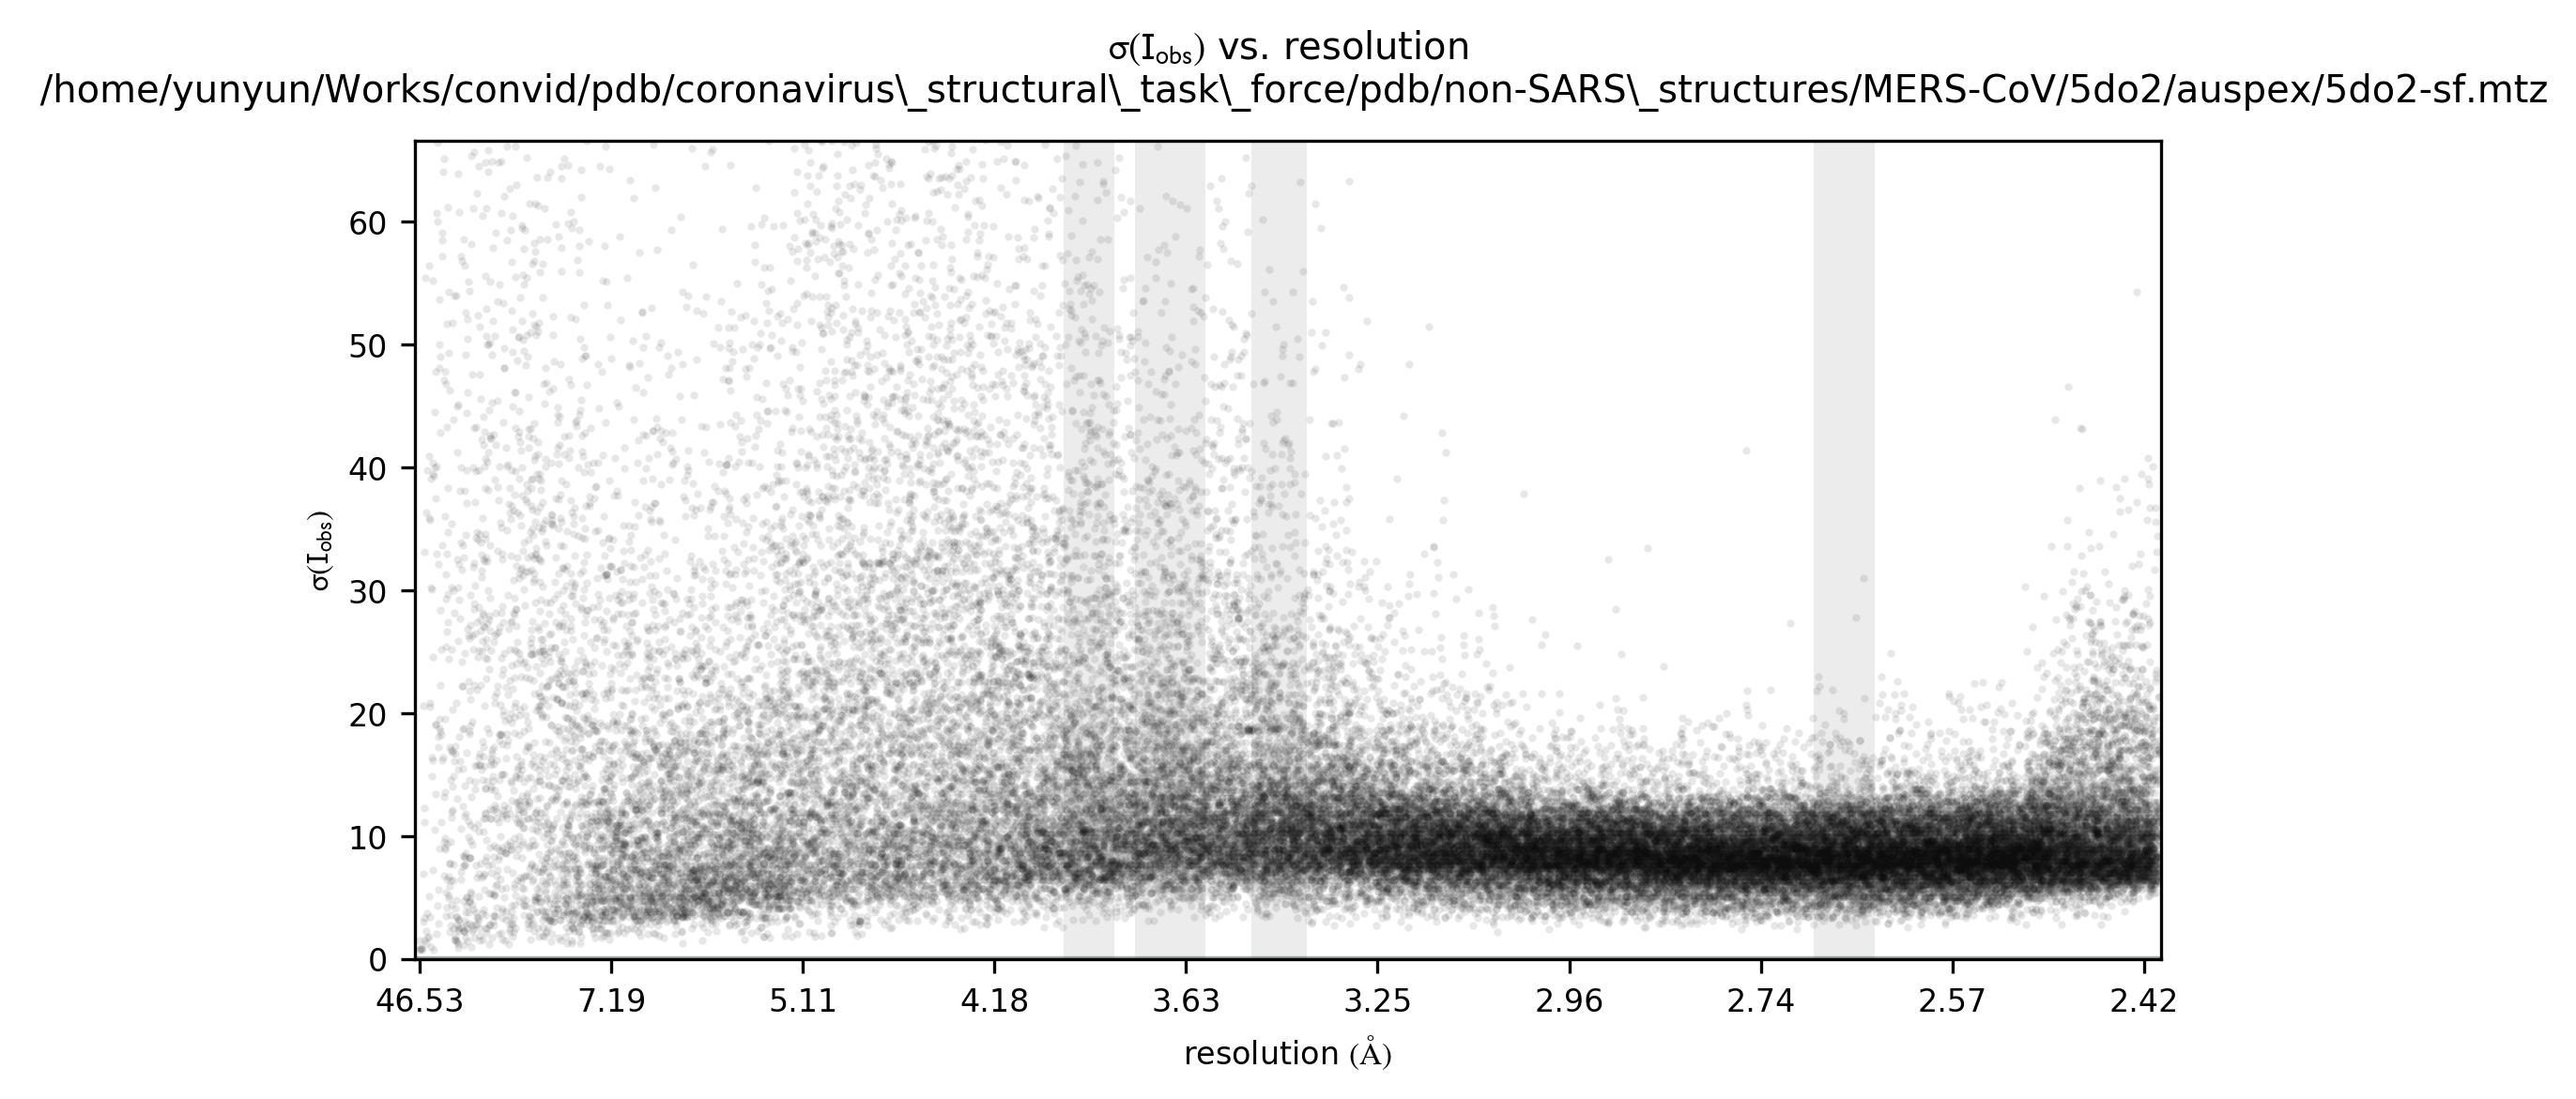 σ(I_obs) vs. resolution
/home/yunyun/Works/convid/pdb/coronavirus\_structural\_task\_force/pdb/non-SARS\_structures/MERS-CoV/5do2/auspex/5do2-sf.mtz
σ(I_obs)
60
50
40
30
20
10
0
46.53 7.19 5.11 4.18 3.63 3.25 2.96 2.74 2.57 2.42
resolution (Å)